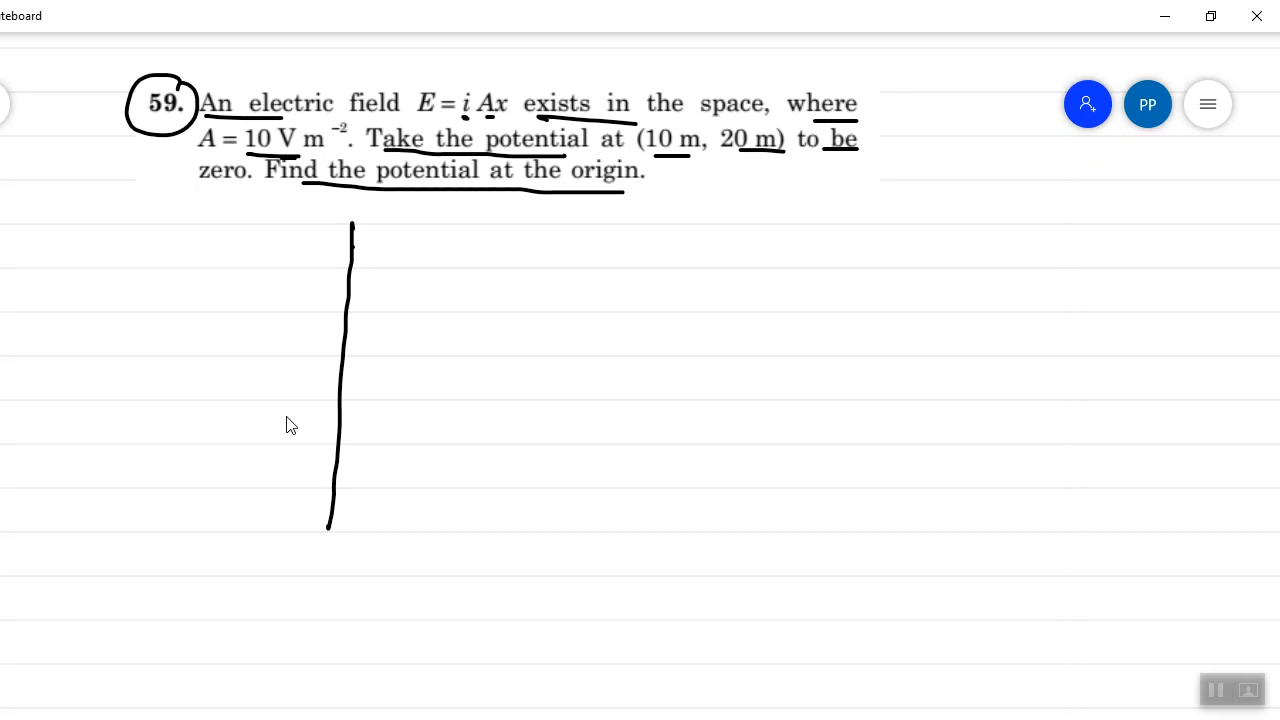 teboard
PP
59. An electric field E = i Ax exists in the space, where
A = 10 V m⁻². Take the potential at (10 m, 20 m) to be
zero. Find the potential at the origin.